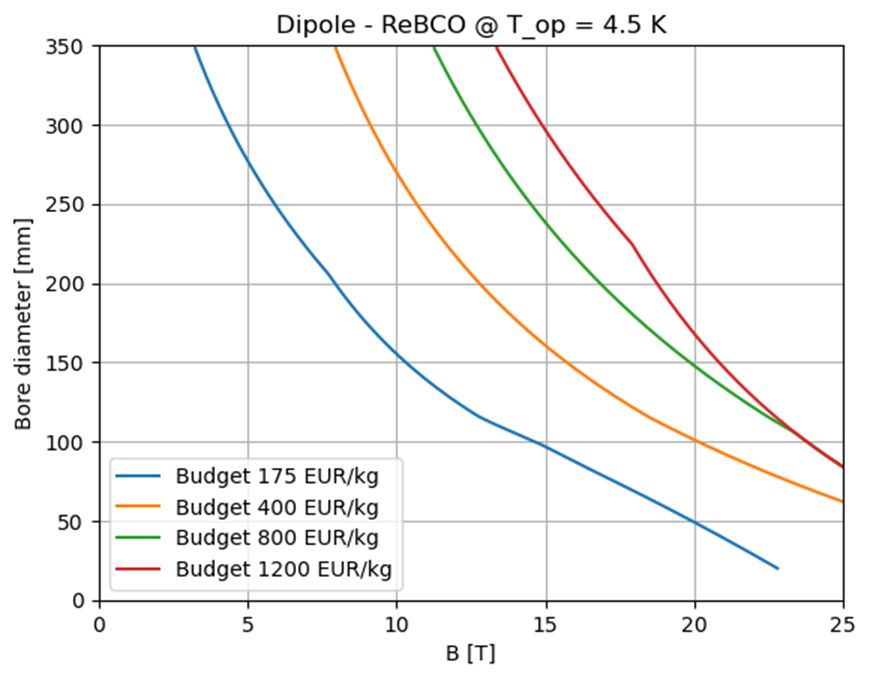 Dipole - ReBCO @ T_op = 4.5 K
Bore diameter [mm]
350
300
250
200
150
100
50
0
Budget 175 EUR/kg
Budget 400 EUR/kg
Budget 800 EUR/kg
Budget 1200 EUR/kg
0 5 10 15 20 25
B [T]